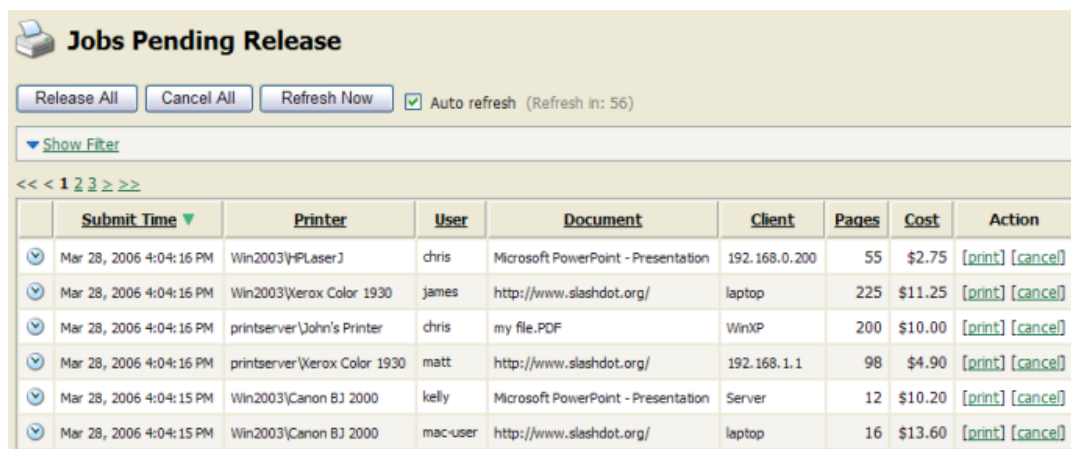 Jobs Pending Release
Release All Cancel All Refresh Now Auto refresh (Refresh in: 56)
Show Filter
<< < 1 2 3 > >>
Submit Time Printer User Document Client Pages Cost Action
Mar 28, 2006 4:04:16 PM Win2003\HPLaserJ chris Microsoft PowerPoint - Presentation 192.168.0.200 55 $2.75 [print] [cancel]
Mar 28, 2006 4:04:16 PM Win2003\Xerox Color 1930 james http://www.slashdot.org/ laptop 225 $11.25 [print] [cancel]
Mar 28, 2006 4:04:16 PM printserver\John's Printer chris my file.PDF WinXP 200 $10.00 [print] [cancel]
Mar 28, 2006 4:04:16 PM printserver\Xerox Color 1930 matt http://www.slashdot.org/ 192.168.1.1 98 $4.90 [print] [cancel]
Mar 28, 2006 4:04:15 PM Win2003\Canon BJ 2000 kelly Microsoft PowerPoint - Presentation Server 12 $10.20 [print] [cancel]
Mar 28, 2006 4:04:15 PM Win2003\Canon BJ 2000 mac-user http://www.slashdot.org/ laptop 16 $13.60 [print] [cancel]